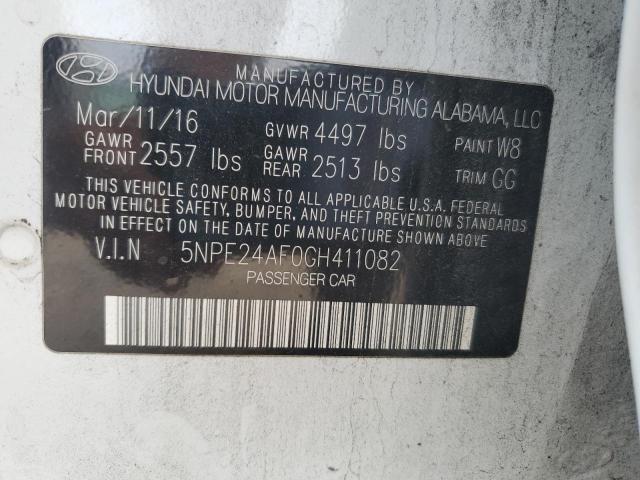 MANUFACTURED BY
HYUNDAI MOTOR MANUFACTURING ALABAMA, LLC
Mar/11/16 GVWR 4497 lbs PAINT W8
GAWR FRONT 2557 lbs GAWR REAR 2513 lbs TRIM GG
THIS VEHICLE CONFORMS TO ALL APPLICABLE U.S.A. FEDERAL
MOTOR VEHICLE SAFETY, BUMPER, AND THEFT PREVENTION STANDARDS
IN EFFECT ON THE DATE OF MANUFACTURE SHOWN ABOVE.
V.I.N 5NPE24AF0GH411082
PASSENGER CAR